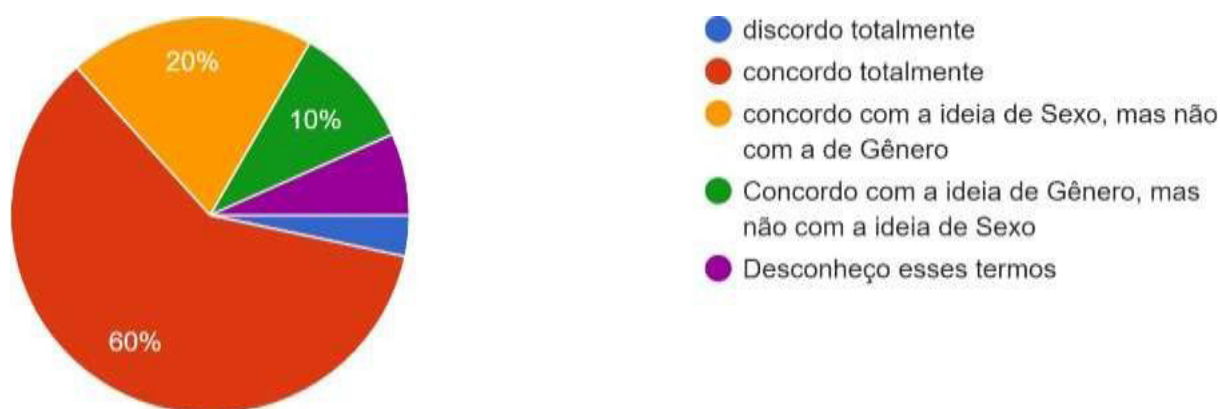 20%
10%
60%
discordo totalmente
concordo totalmente
concordo com a ideia de Sexo, mas não
com a de Gênero
Concordo com a ideia de Gênero, mas
não com a ideia de Sexo
Desconheço esses termos